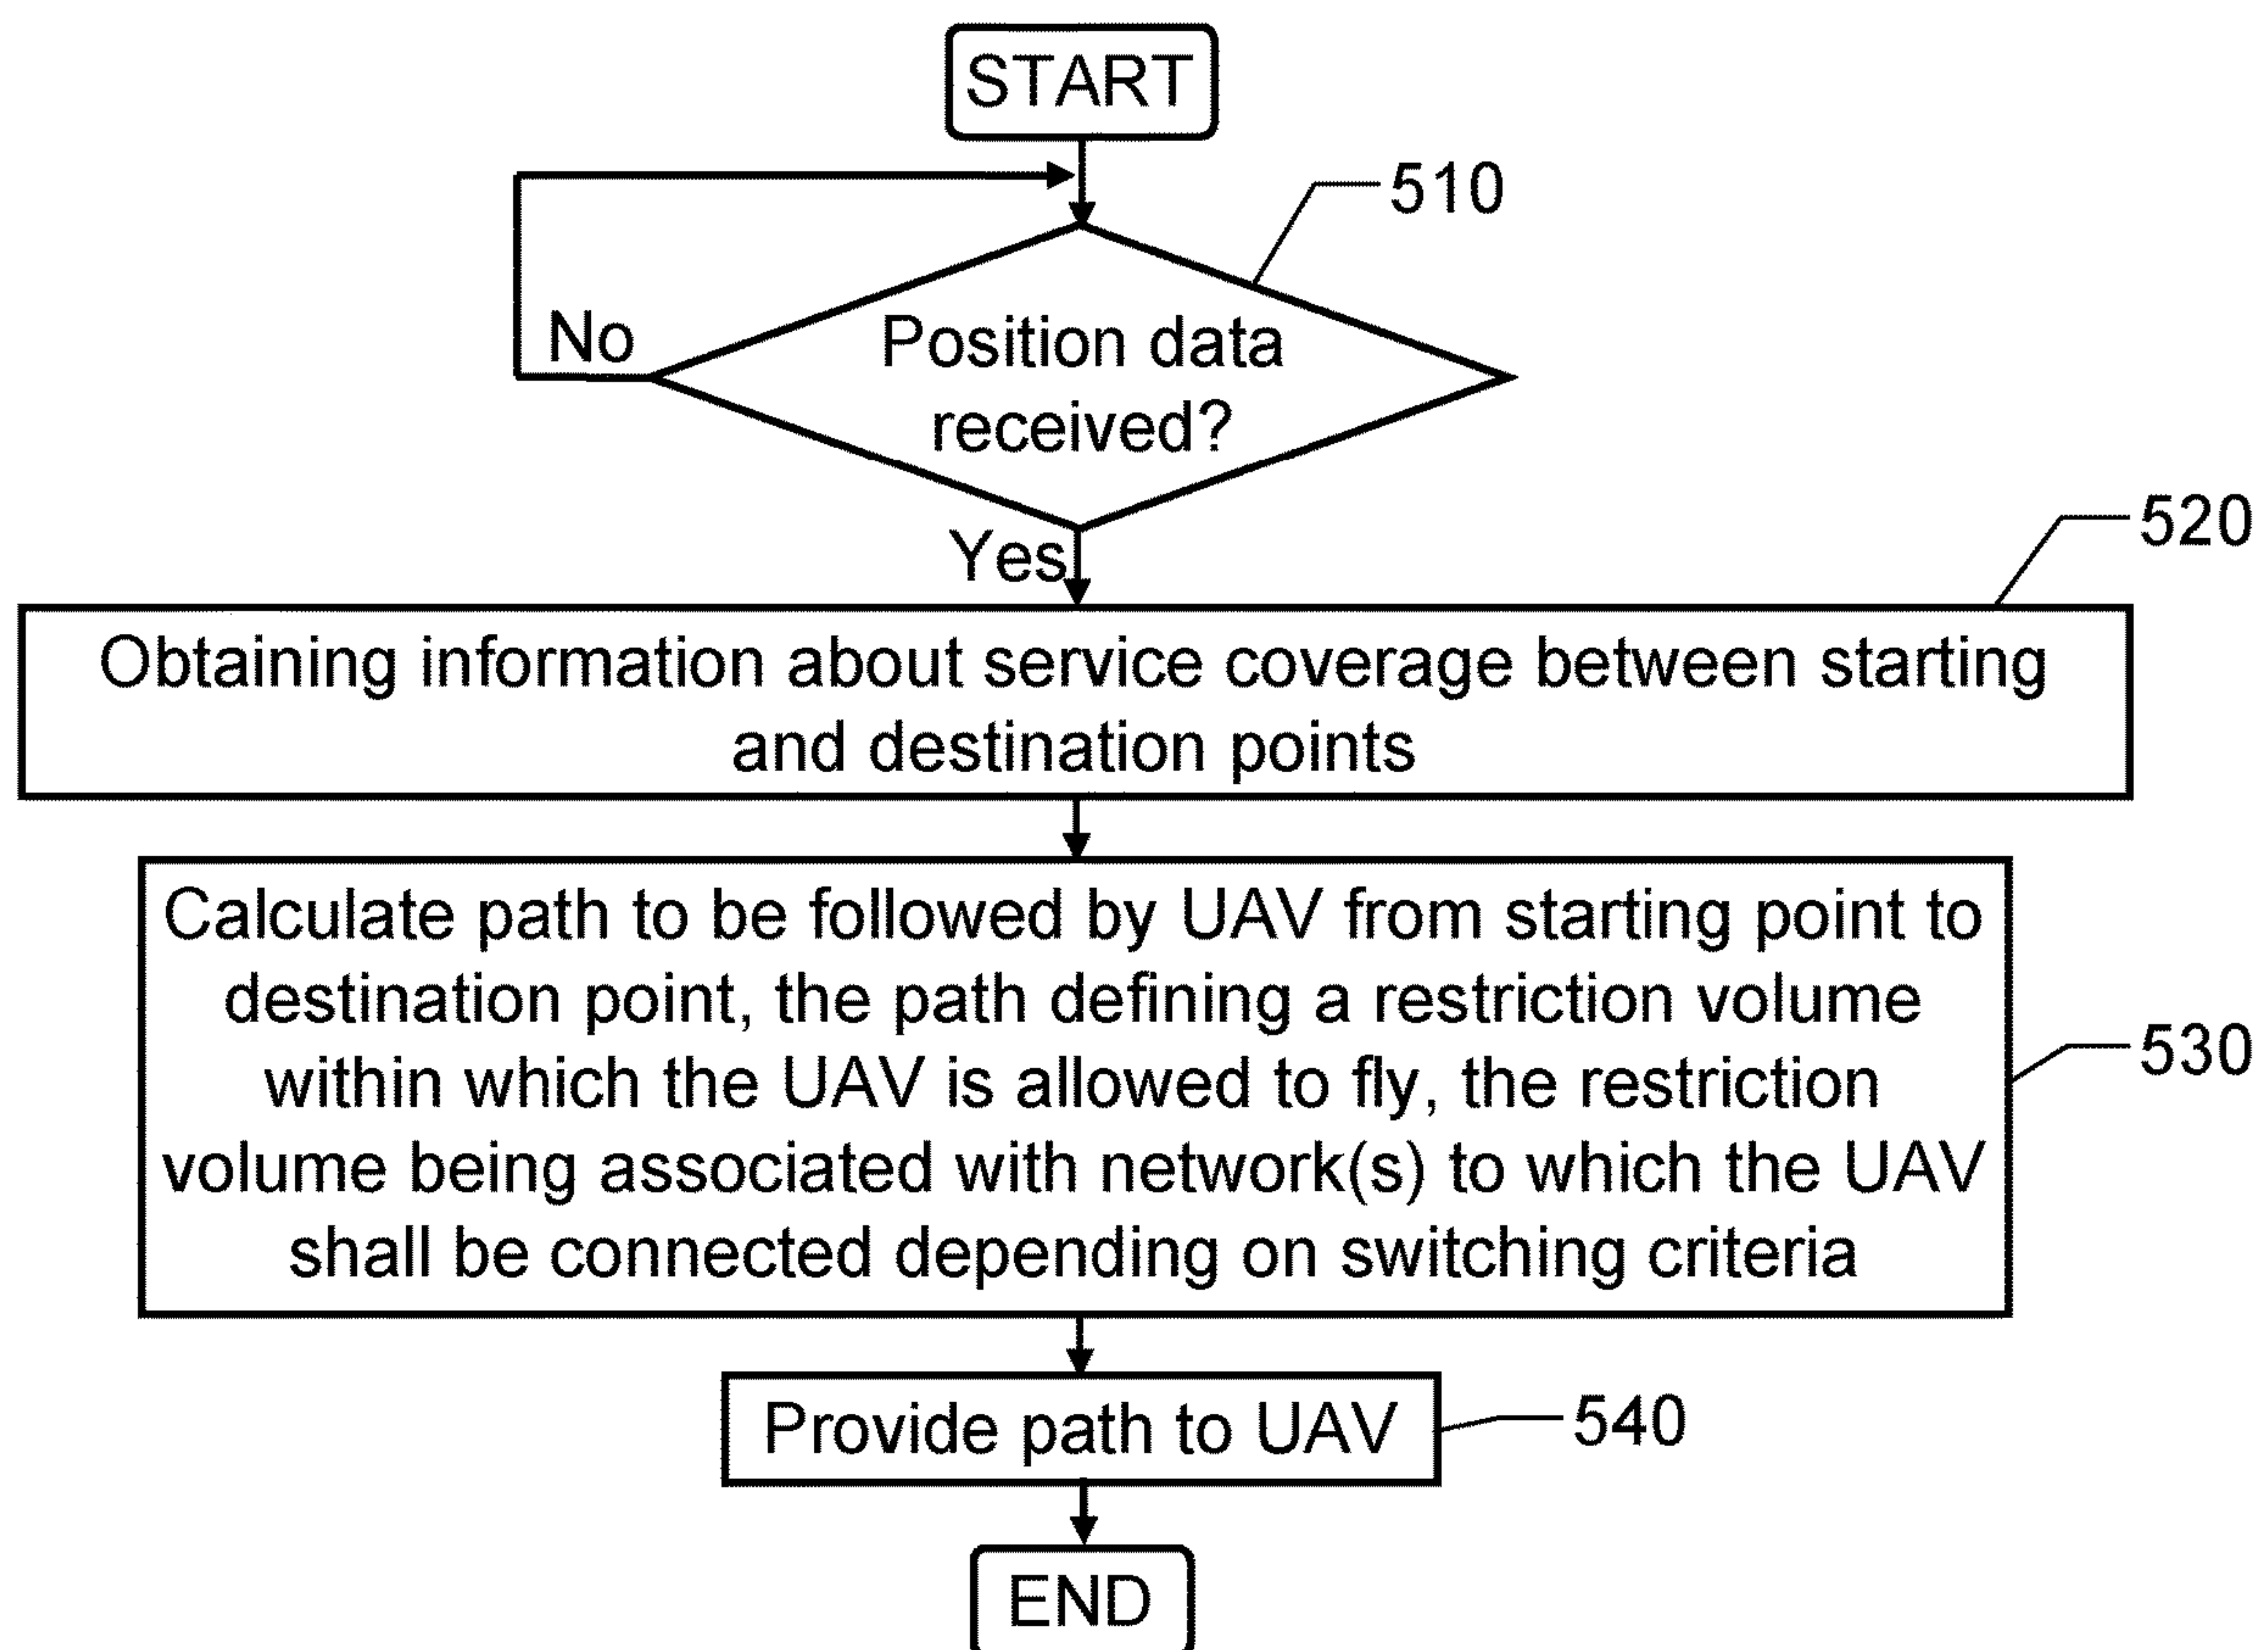 START
510
No
Position data
received?
Yes
520
Obtaining information about service coverage between starting
and destination points
Calculate path to be followed by UAV from starting point to
destination point, the path defining a restriction volume
within which the UAV is allowed to fly, the restriction
volume being associated with network(s) to which the UAV
shall be connected depending on switching criteria
530
Provide path to UAV
540
END